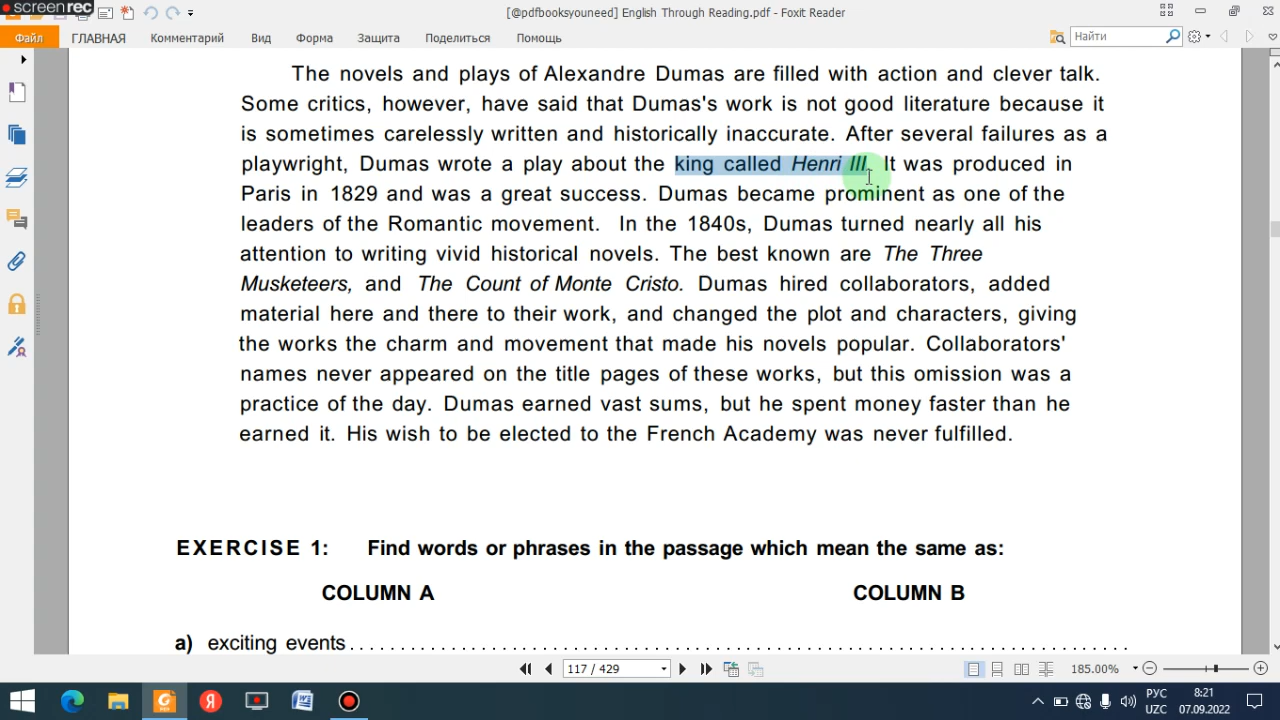 screenrec
[@pdfbooksyouneed] English Through Reading.pdf - Foxit Reader
Файл ГЛАВНАЯ Комментарий Вид Форма Защита Поделиться Помощь Найти
The novels and plays of Alexandre Dumas are filled with action and clever talk.
Some critics, however, have said that Dumas's work is not good literature because it
is sometimes carelessly written and historically inaccurate. After several failures as a
playwright, Dumas wrote a play about the king called Henri III. It was produced in
Paris in 1829 and was a great success. Dumas became prominent as one of the
leaders of the Romantic movement. In the 1840s, Dumas turned nearly all his
attention to writing vivid historical novels. The best known are The Three
Musketeers, and The Count of Monte Cristo. Dumas hired collaborators, added
material here and there to their work, and changed the plot and characters, giving
the works the charm and movement that made his novels popular. Collaborators'
names never appeared on the title pages of these works, but this omission was a
practice of the day. Dumas earned vast sums, but he spent money faster than he
earned it. His wish to be elected to the French Academy was never fulfilled.
EXERCISE 1: Find words or phrases in the passage which mean the same as:
COLUMN A COLUMN B
a) exciting events. . . . . . . . . . . . . . . . . . . . . . . . . . . . . . . . . . . . . . . . . . . . . . . . . . . . . . . . . . . . . . . . . . . . . . .
117 / 429 185.00%
РУС 8:21
UZC 07.09.2022